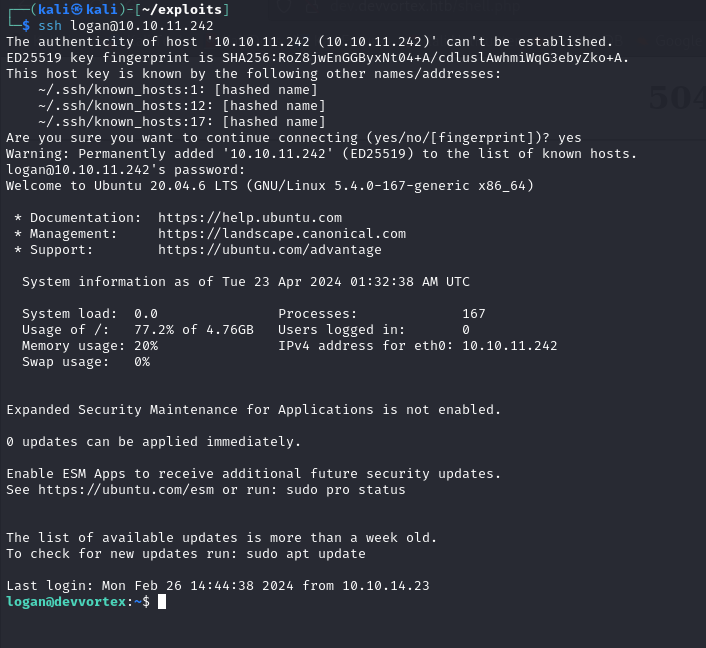 ┌──(kali㉿kali)-[~/exploits]
└─$ ssh logan@10.10.11.242
The authenticity of host '10.10.11.242 (10.10.11.242)' can't be established.
ED25519 key fingerprint is SHA256:RoZ8jwEnGGByxNt04+A/cdluslAwhmiWqG3ebyZko+A.
This host key is known by the following other names/addresses:
    ~/.ssh/known_hosts:1: [hashed name]
    ~/.ssh/known_hosts:12: [hashed name]
    ~/.ssh/known_hosts:17: [hashed name]
Are you sure you want to continue connecting (yes/no/[fingerprint])? yes
Warning: Permanently added '10.10.11.242' (ED25519) to the list of known hosts.
logan@10.10.11.242's password:
Welcome to Ubuntu 20.04.6 LTS (GNU/Linux 5.4.0-167-generic x86_64)

 * Documentation:  https://help.ubuntu.com
 * Management:     https://landscape.canonical.com
 * Support:        https://ubuntu.com/advantage

  System information as of Tue 23 Apr 2024 01:32:38 AM UTC

  System load:  0.0               Processes:             167
  Usage of /:   77.2% of 4.76GB   Users logged in:       0
  Memory usage: 20%               IPv4 address for eth0: 10.10.11.242
  Swap usage:   0%

Expanded Security Maintenance for Applications is not enabled.

0 updates can be applied immediately.

Enable ESM Apps to receive additional future security updates.
See https://ubuntu.com/esm or run: sudo pro status

The list of available updates is more than a week old.
To check for new updates run: sudo apt update

Last login: Mon Feb 26 14:44:38 2024 from 10.10.14.23
logan@devvortex:~$
504